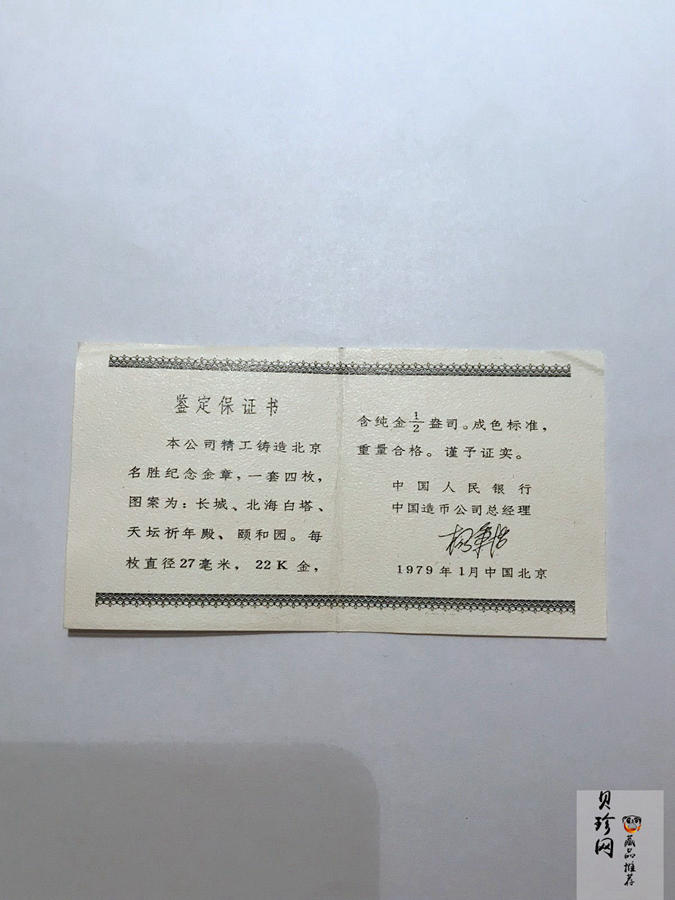 鉴定保证书
本公司精工铸造北京
名胜纪念金章，一套四枚，
图案为：长城、北海白塔、
天坛祈年殿、颐和园。每
枚直径27毫米，22K金，
含纯金1/2盎司。成色标准，
重量合格。谨予证实。
中国人民银行
中国造币公司总经理
1979年1月中国北京
贝珍网
藏品推荐